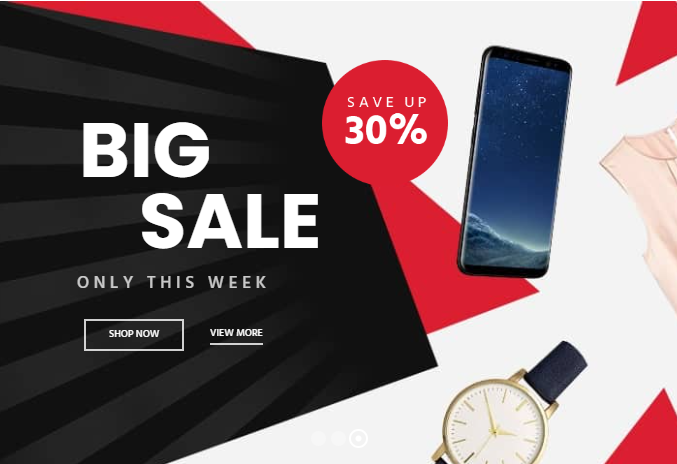 BIG
SALE
ONLY THIS WEEK
SHOP NOW
VIEW MORE
SAVE UP
30%